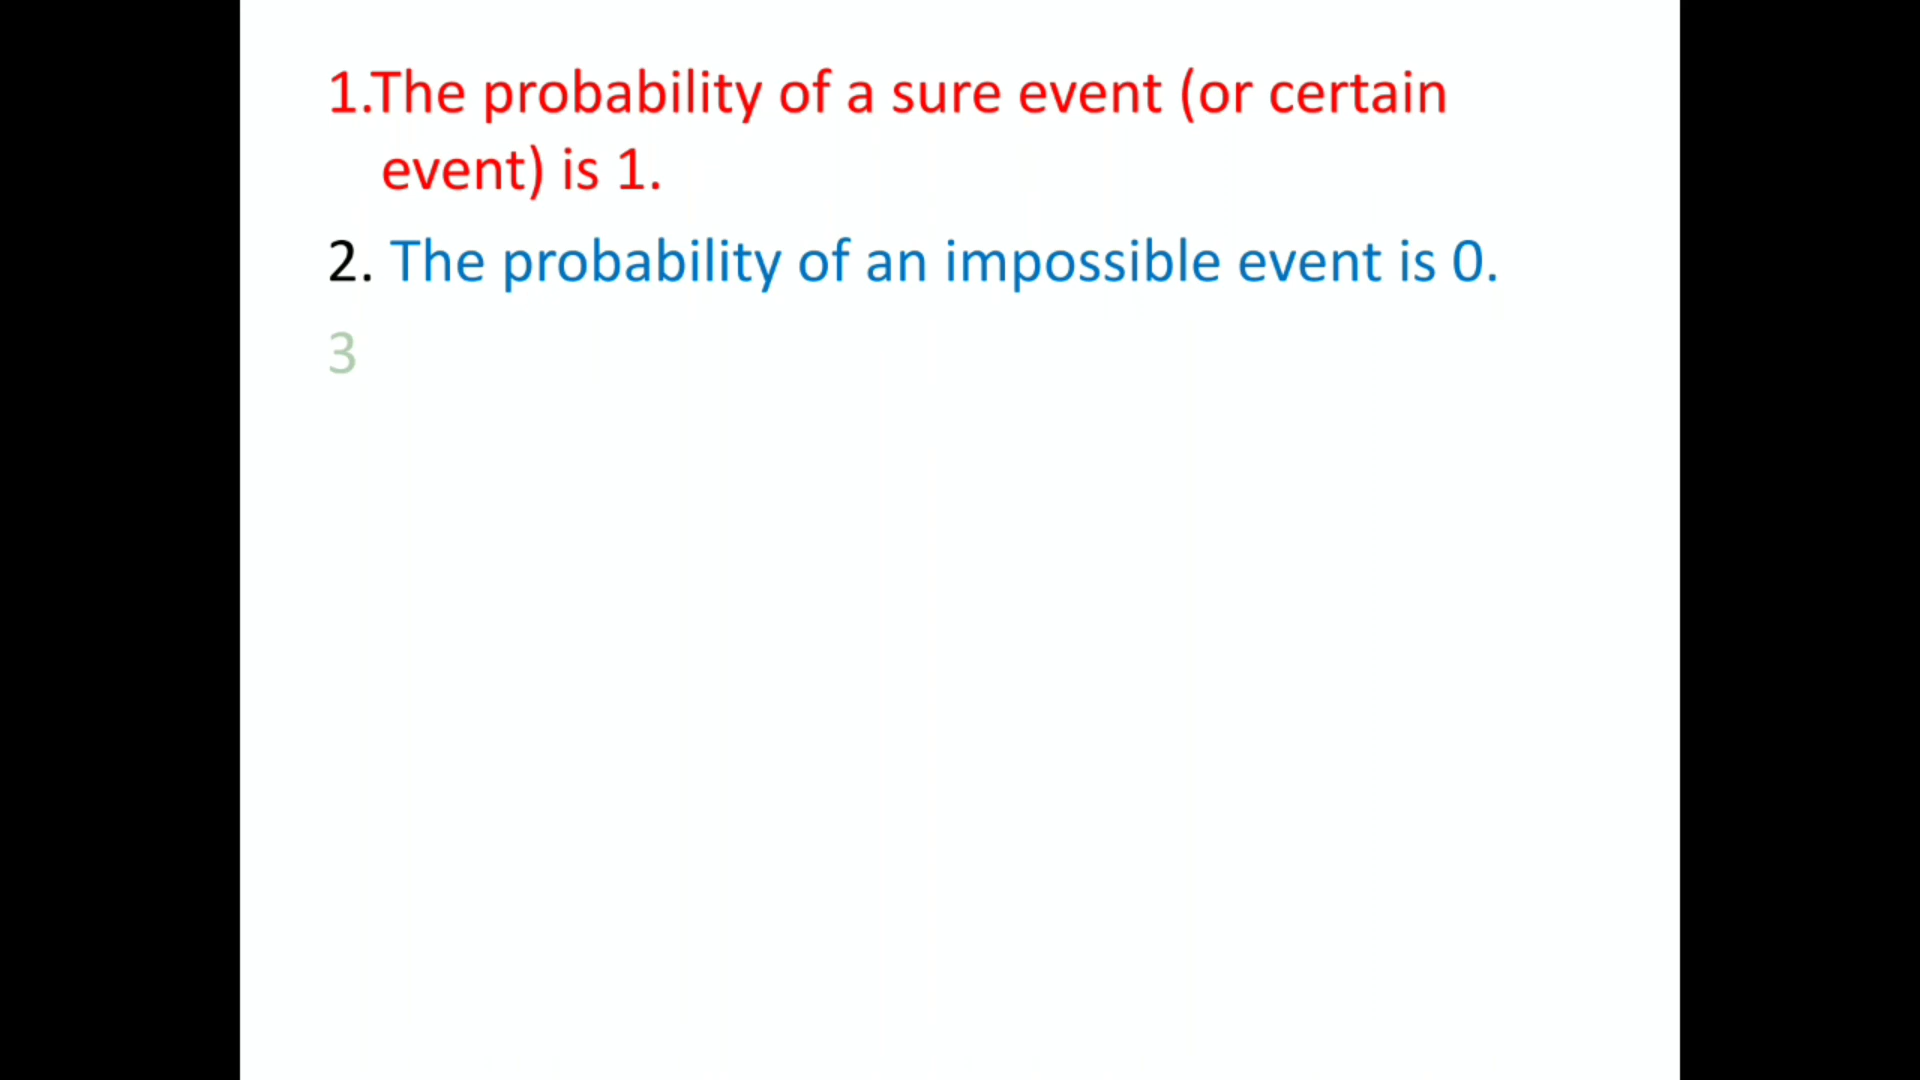 1.The probability of a sure event (or certain
event) is 1.
2. The probability of an impossible event is 0.
3